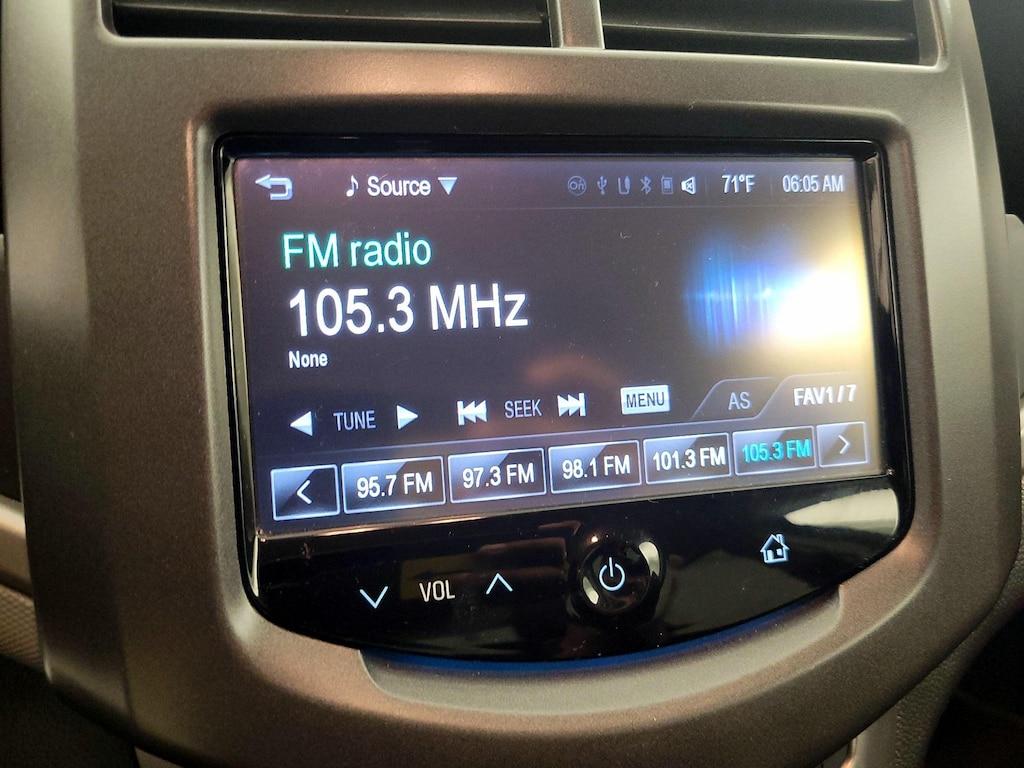 Source 71°F 06:05 AM
FM radio
105.3 MHz
None
TUNE SEEK MENU AS FAV1/7
95.7 FM 97.3 FM 98.1 FM 101.3 FM 105.3 FM
VOL